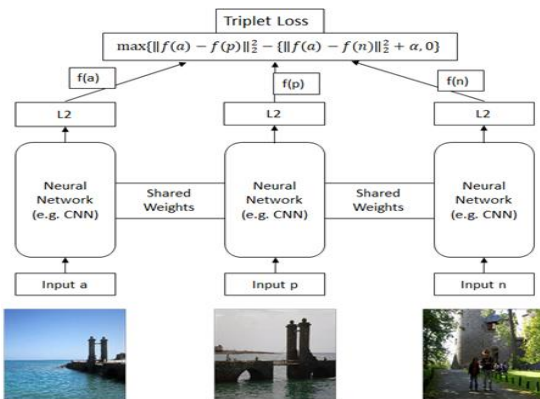 Triplet Loss
max{‖f(a) − f(p)‖₂² − {‖f(a) − f(n)‖₂² + α, 0}
f(a)
f(p)
f(n)
L2
L2
L2
Neural
Network
(e.g. CNN)
Shared
Weights
Neural
Network
(e.g. CNN)
Shared
Weights
Neural
Network
(e.g. CNN)
Input a
Input p
Input n